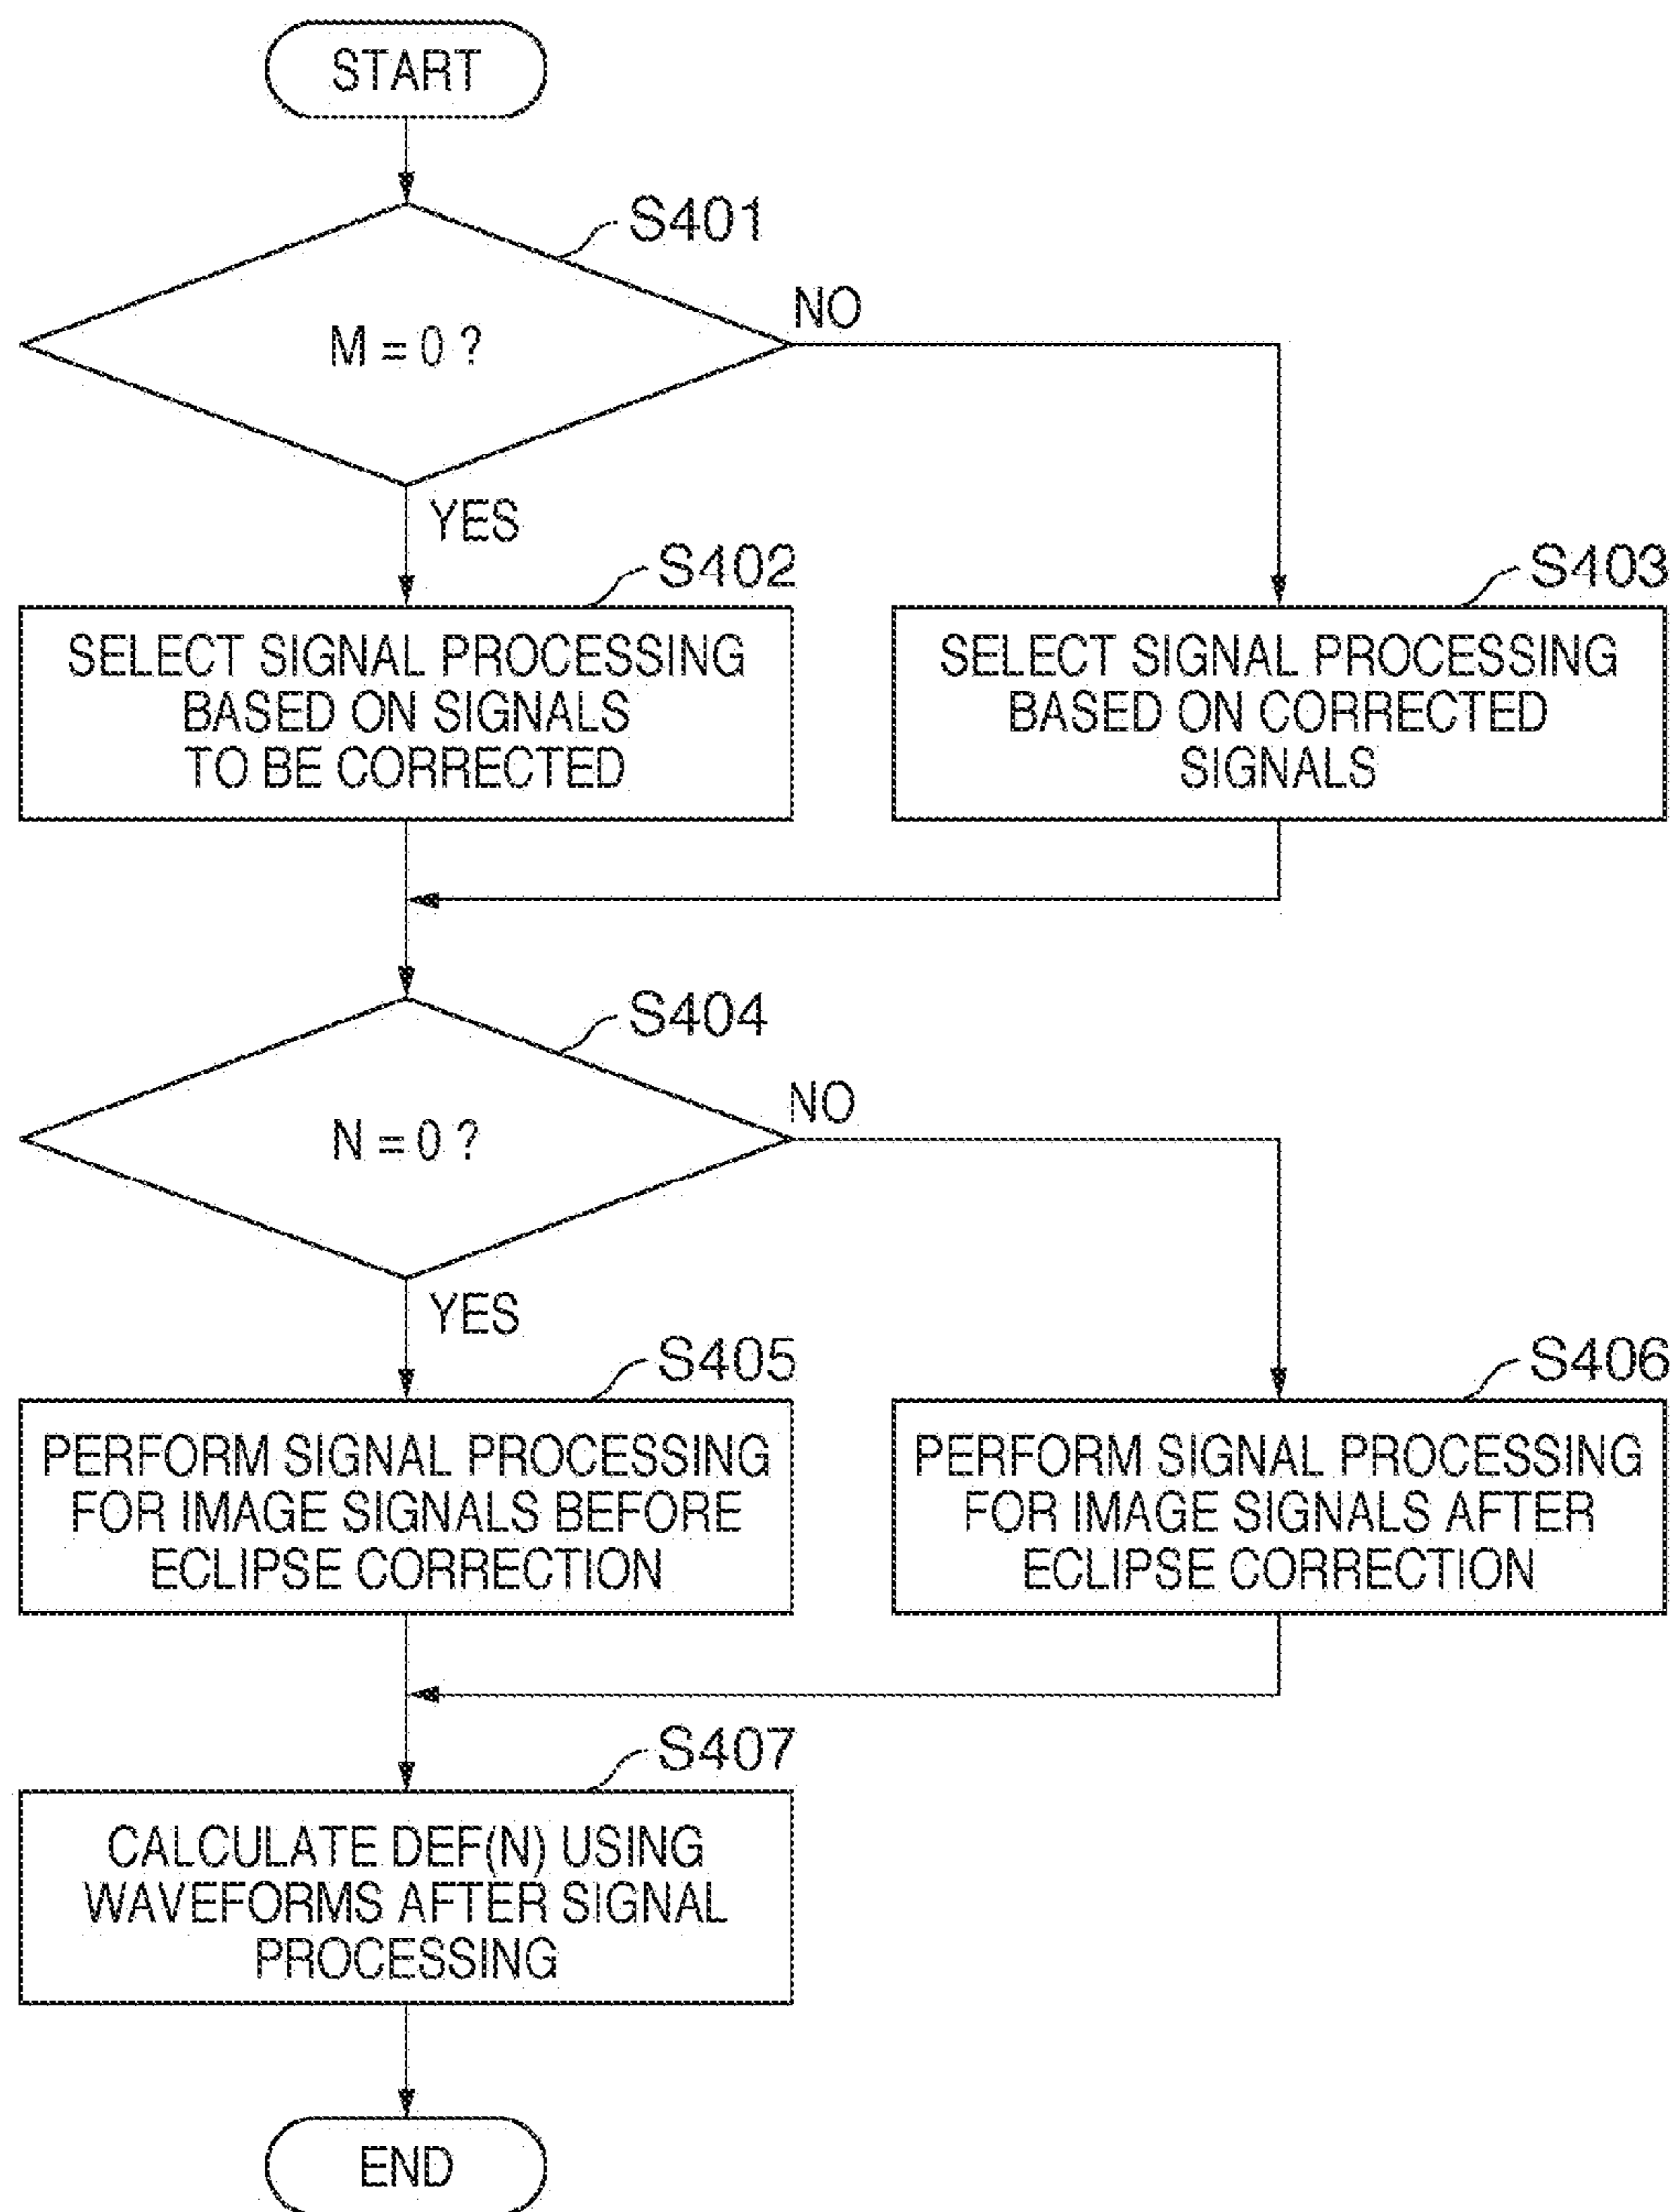 START
S401
M = 0 ?
NO
YES
S402
SELECT SIGNAL PROCESSING
BASED ON SIGNALS
TO BE CORRECTED
S403
SELECT SIGNAL PROCESSING
BASED ON CORRECTED
SIGNALS
S404
N = 0 ?
NO
YES
S405
PERFORM SIGNAL PROCESSING
FOR IMAGE SIGNALS BEFORE
ECLIPSE CORRECTION
S406
PERFORM SIGNAL PROCESSING
FOR IMAGE SIGNALS AFTER
ECLIPSE CORRECTION
S407
CALCULATE DEF(N) USING
WAVEFORMS AFTER SIGNAL
PROCESSING
END